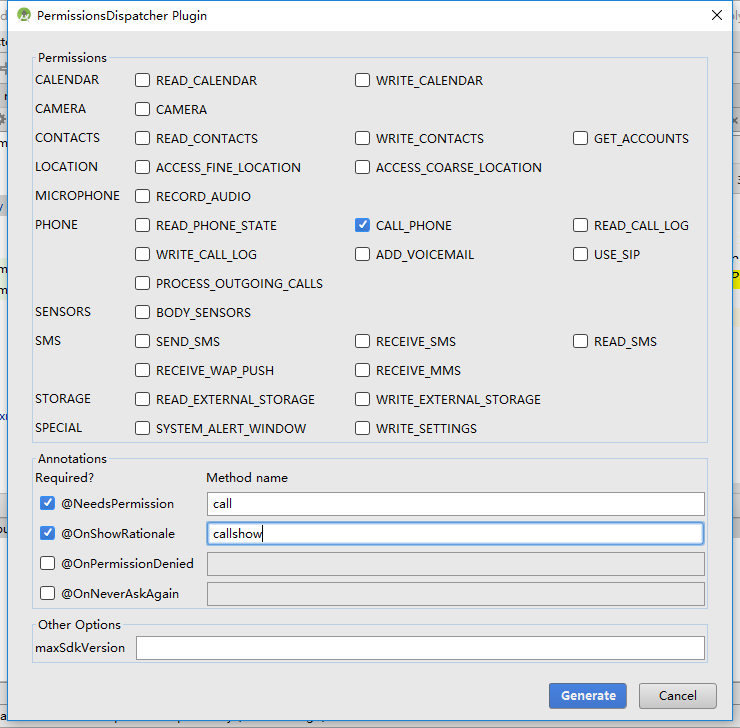 PermissionsDispatcher Plugin
Permissions
CALENDAR READ_CALENDAR WRITE_CALENDAR
CAMERA CAMERA
CONTACTS READ_CONTACTS WRITE_CONTACTS GET_ACCOUNTS
LOCATION ACCESS_FINE_LOCATION ACCESS_COARSE_LOCATION
MICROPHONE RECORD_AUDIO
PHONE READ_PHONE_STATE CALL_PHONE READ_CALL_LOG
WRITE_CALL_LOG ADD_VOICEMAIL USE_SIP
PROCESS_OUTGOING_CALLS
SENSORS BODY_SENSORS
SMS SEND_SMS RECEIVE_SMS READ_SMS
RECEIVE_WAP_PUSH RECEIVE_MMS
STORAGE READ_EXTERNAL_STORAGE WRITE_EXTERNAL_STORAGE
SPECIAL SYSTEM_ALERT_WINDOW WRITE_SETTINGS
Annotations
Required? Method name
@NeedsPermission call
@OnShowRationale callshow
@OnPermissionDenied
@OnNeverAskAgain
Other Options
maxSdkVersion
Generate Cancel